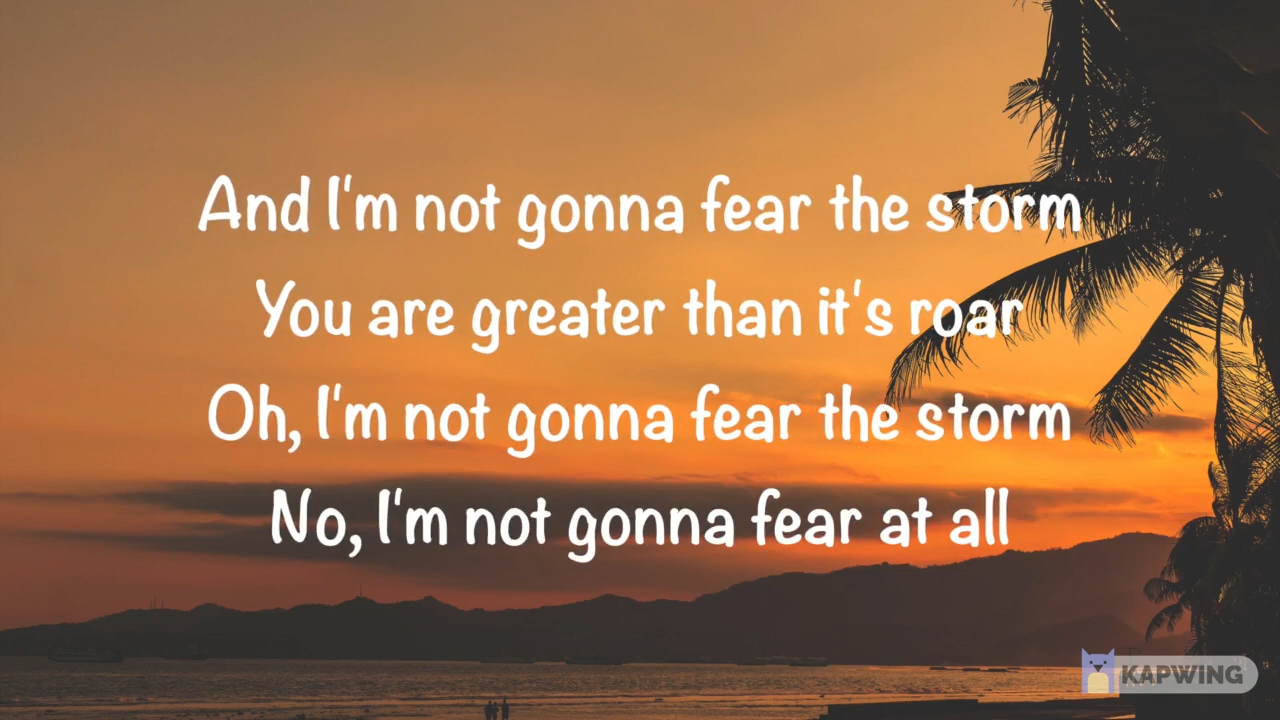 And I'm not gonna fear the storm
You are greater than it's roar
Oh, I'm not gonna fear the storm
No, I'm not gonna fear at all
KAPWING